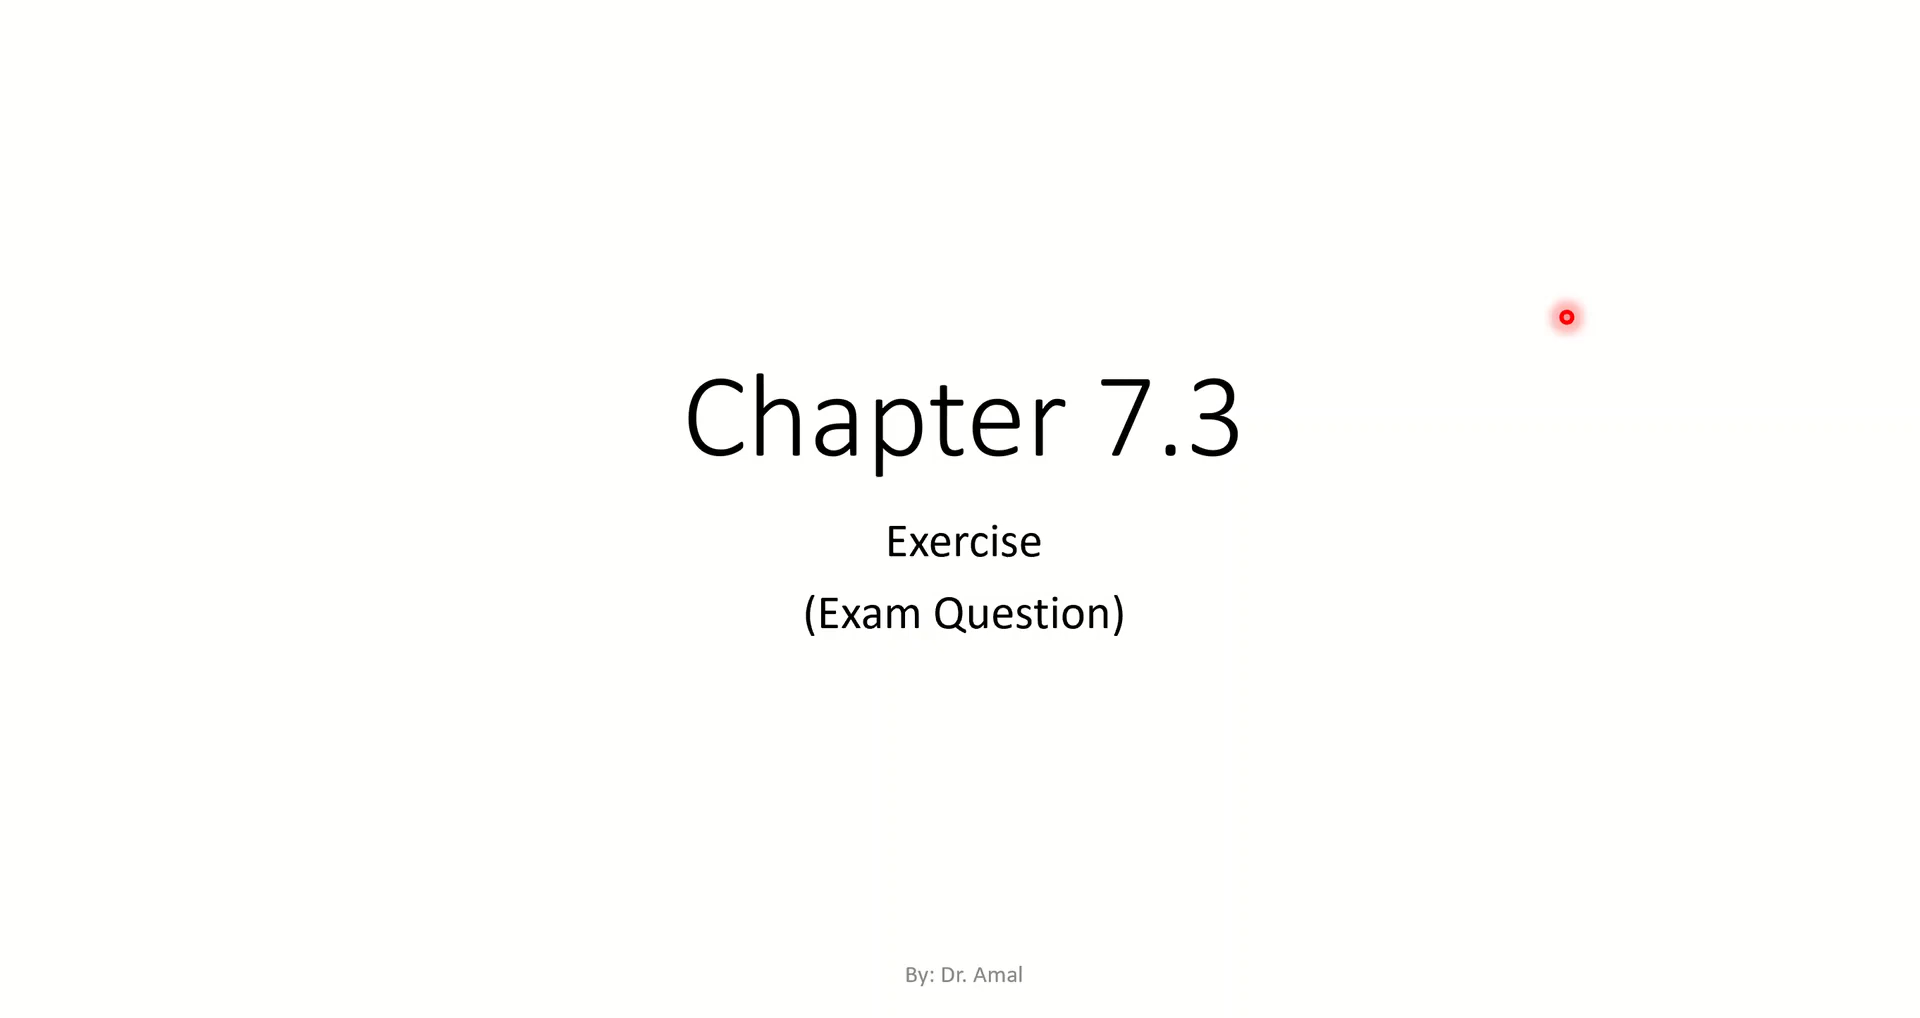 Chapter 7.3
Exercise
(Exam Question)
By: Dr. Amal